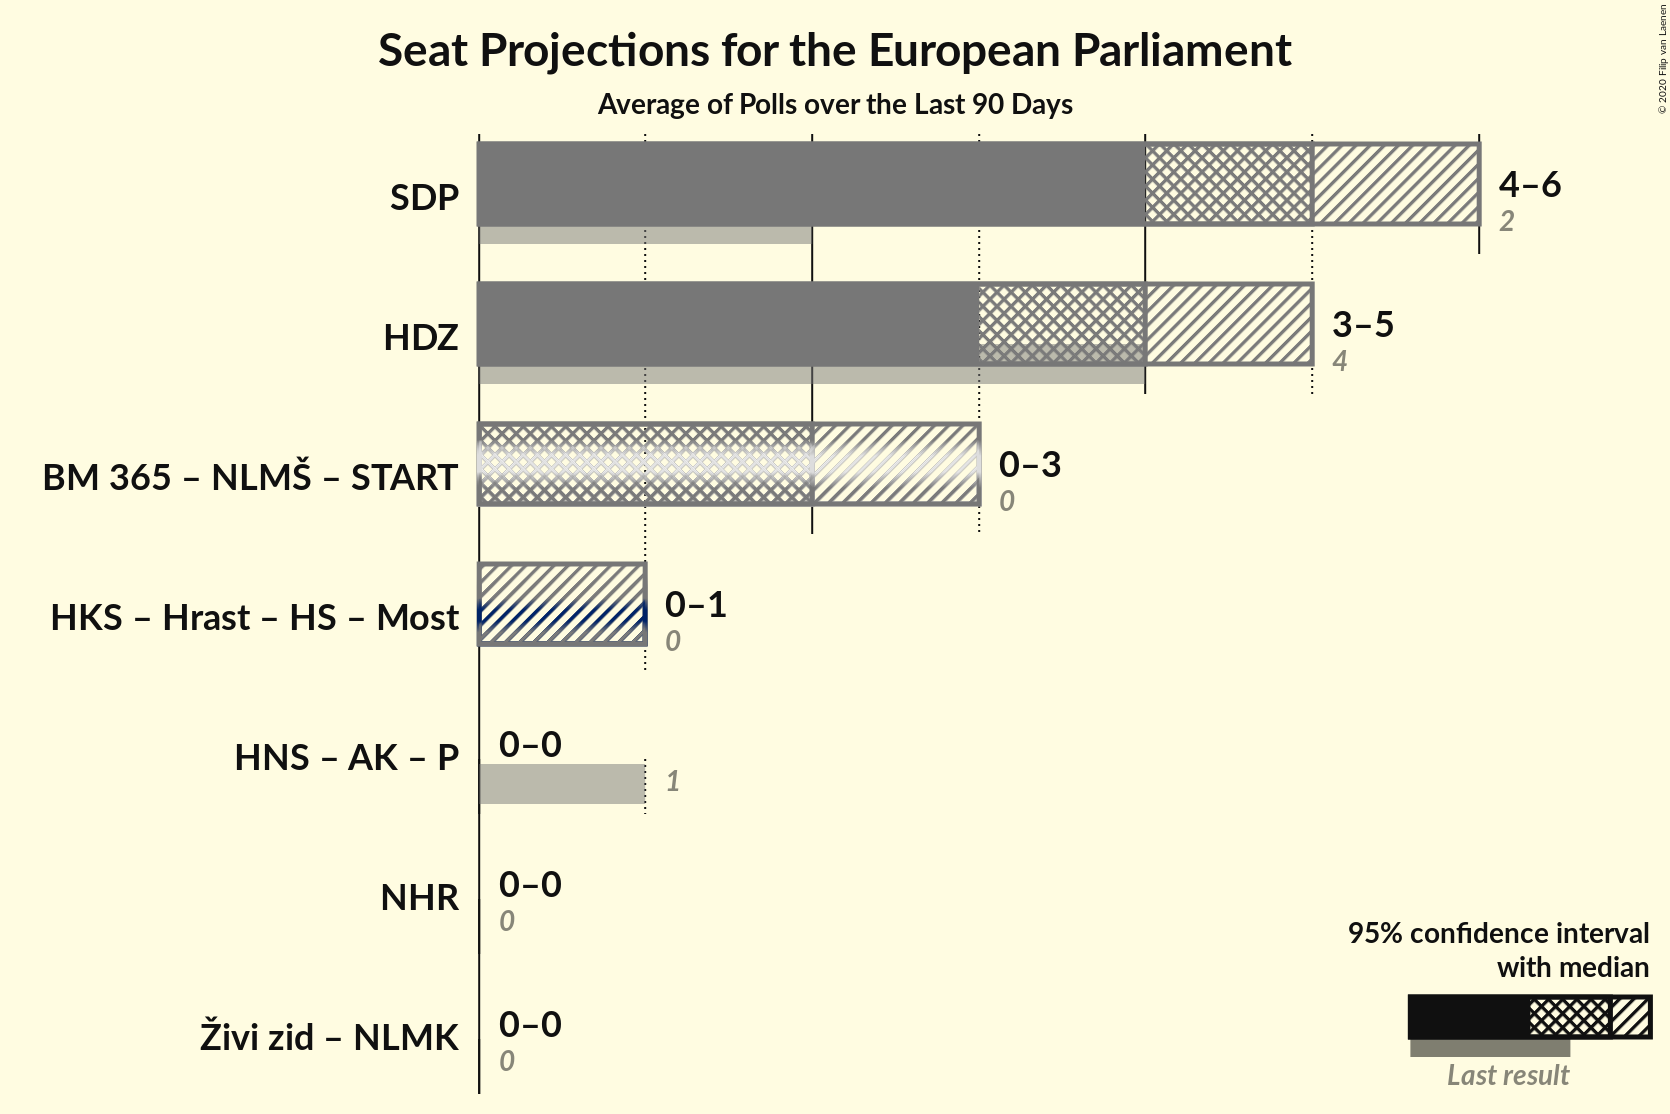 Seat Projections for the European Parliament
Average of Polls over the Last 90 Days
© 2020 Filip van Laenen
SDP
4–6
2
HDZ
3–5
4
BM 365 – NLMŠ – START
0–3
0
HKS – Hrast – HS – Most
0–1
0
HNS – AK – P
0–0
1
NHR
0–0
0
Živi zid – NLMK
0–0
0
95% confidence interval
with median
Last result